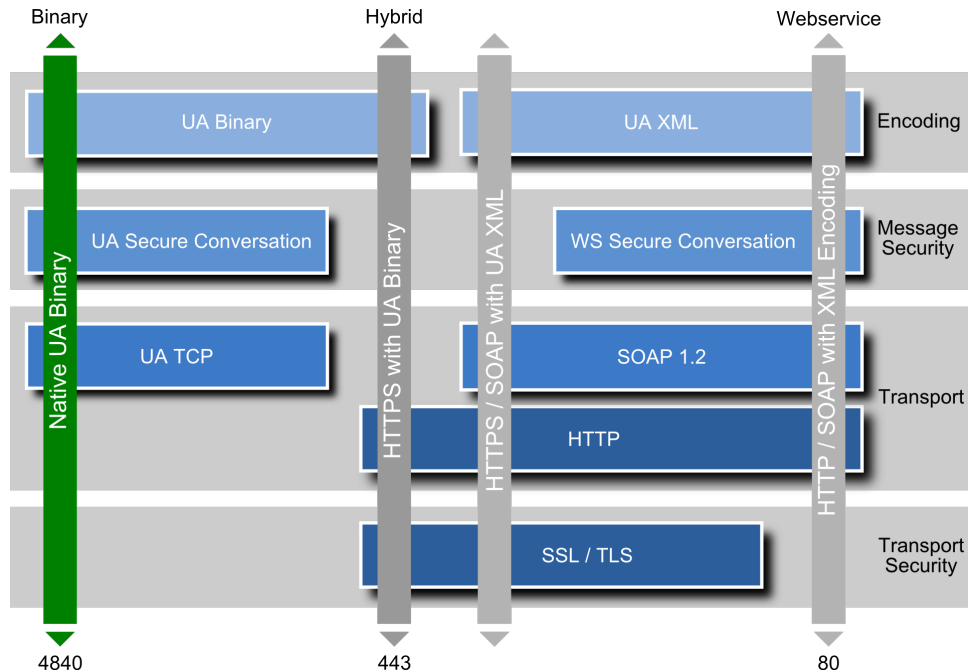 Binary
Hybrid
Webservice
UA Binary
UA XML
Encoding
UA Secure Conversation
WS Secure Conversation
Message
Security
UA TCP
SOAP 1.2
HTTP
Transport
SSL / TLS
Transport
Security
Native UA Binary
HTTPS with UA Binary
HTTPS / SOAP with UA XML
HTTP / SOAP with XML Encoding
4840
443
80